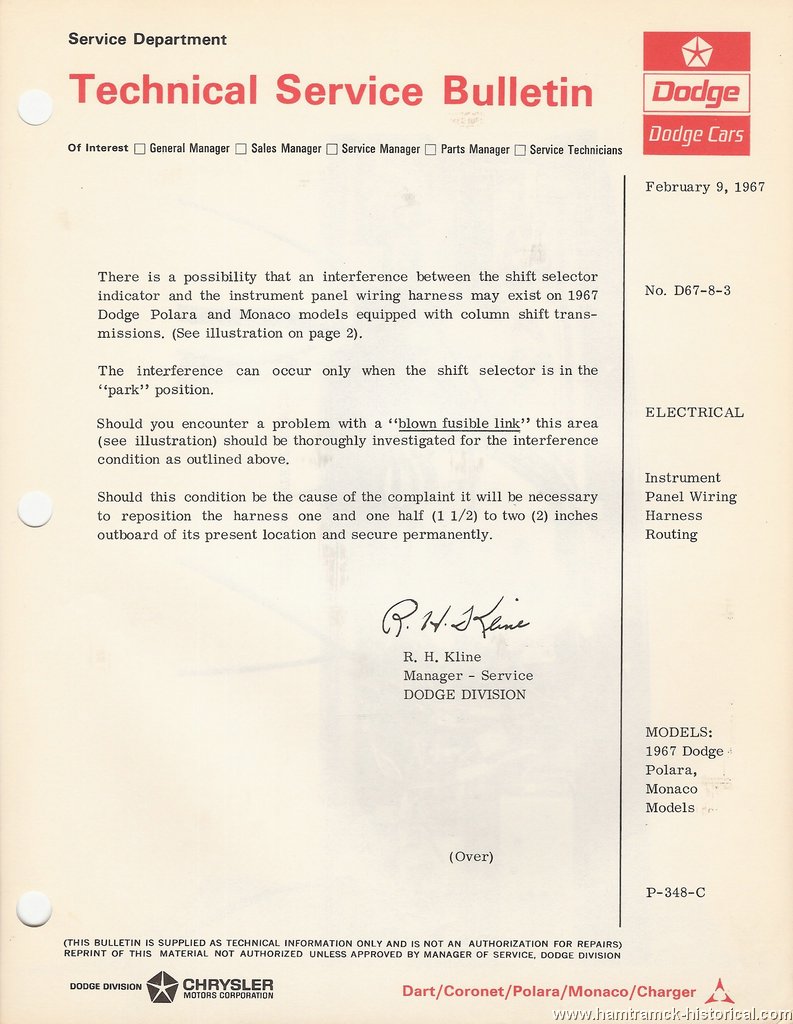 Service Department
Technical Service Bulletin
Dodge
Dodge Cars
Of Interest □ General Manager □ Sales Manager □ Service Manager □ Parts Manager □ Service Technicians
February 9, 1967
There is a possibility that an interference between the shift selector
indicator and the instrument panel wiring harness may exist on 1967
Dodge Polara and Monaco models equipped with column shift trans-
missions. (See illustration on page 2).
No. D67-8-3
The interference can occur only when the shift selector is in the
"park" position.
Should you encounter a problem with a "blown fusible link" this area
(see illustration) should be thoroughly investigated for the interference
condition as outlined above.
ELECTRICAL
Should this condition be the cause of the complaint it will be necessary
to reposition the harness one and one half (1 1/2) to two (2) inches
outboard of its present location and secure permanently.
Instrument
Panel Wiring
Harness
Routing
R. H. Kline
R. H. Kline
Manager - Service
DODGE DIVISION
MODELS:
1967 Dodge
Polara,
Monaco
Models
(Over)
P-348-C
(THIS BULLETIN IS SUPPLIED AS TECHNICAL INFORMATION ONLY AND IS NOT AN AUTHORIZATION FOR REPAIRS)
REPRINT OF THIS MATERIAL NOT AUTHORIZED UNLESS APPROVED BY MANAGER OF SERVICE, DODGE DIVISION
DODGE DIVISION CHRYSLER
MOTORS CORPORATION
Dart/Coronet/Polara/Monaco/Charger
www.hamtramck-historical.com